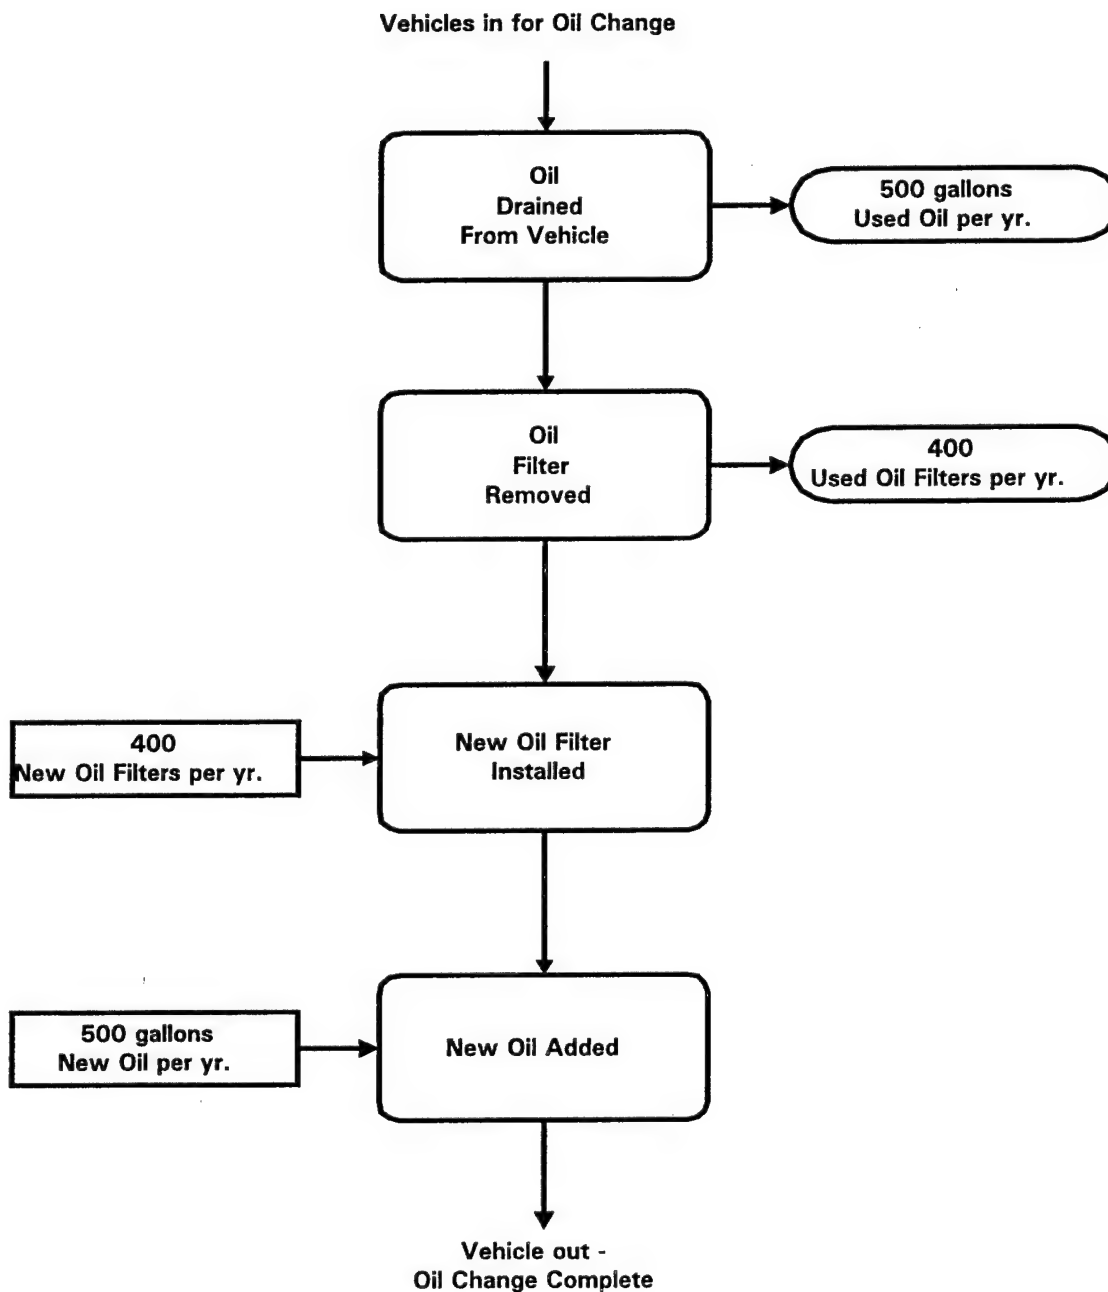 Vehicles in for Oil Change
Oil
Drained
From Vehicle
500 gallons
Used Oil per yr.
Oil
Filter
Removed
400
Used Oil Filters per yr.
400
New Oil Filters per yr.
New Oil Filter
Installed
500 gallons
New Oil per yr.
New Oil Added
Vehicle out -
Oil Change Complete